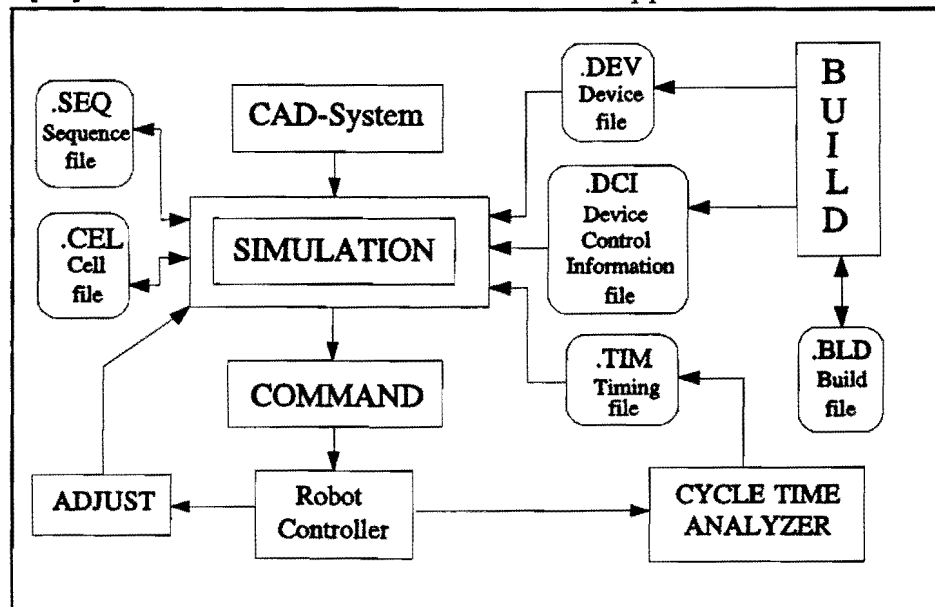 .SEQ
Sequence
file
CAD-System
.DEV
Device
file
B
U
I
L
D
.CEL
Cell
file
SIMULATION
.DCI
Device
Control
Information
file
COMMAND
.TIM
Timing
file
.BLD
Build
file
ADJUST
Robot
Controller
CYCLE TIME
ANALYZER